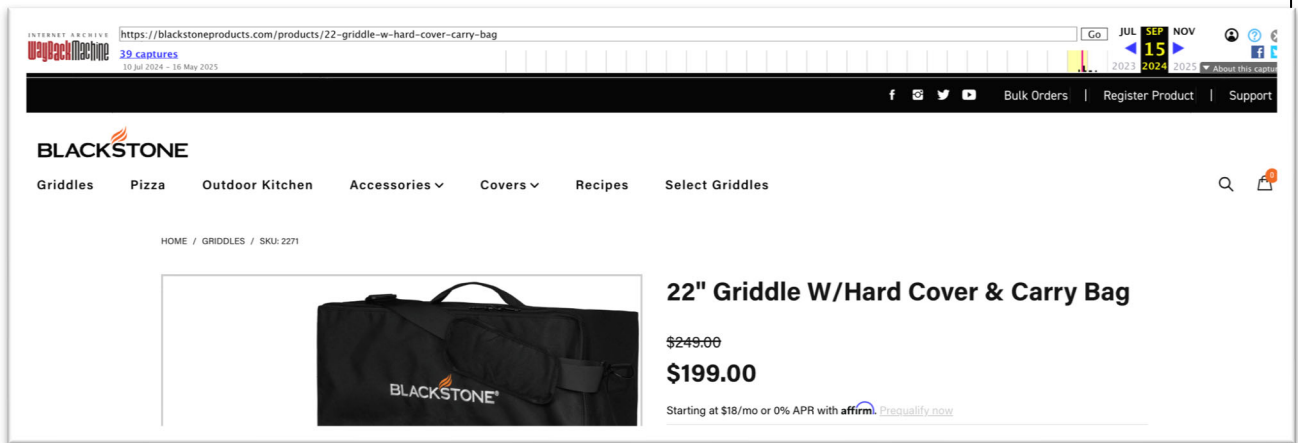 INTERNET ARCHIVE
WayBackMachine
https://blackstoneproducts.com/products/22-griddle-w-hard-cover-carry-bag
Go
JUL SEP NOV
39 captures
15
10 Jul 2024 – 16 May 2025
2023 2024 2025
About this captur
Bulk Orders | Register Product | Support
BLACKSTONE
Griddles Pizza Outdoor Kitchen Accessories Covers Recipes Select Griddles
0
HOME / GRIDDLES / SKU: 2271
22" Griddle W/Hard Cover & Carry Bag
$249.00
$199.00
BLACKSTONE®
Starting at $18/mo or 0% APR with affirm. Prequalify now